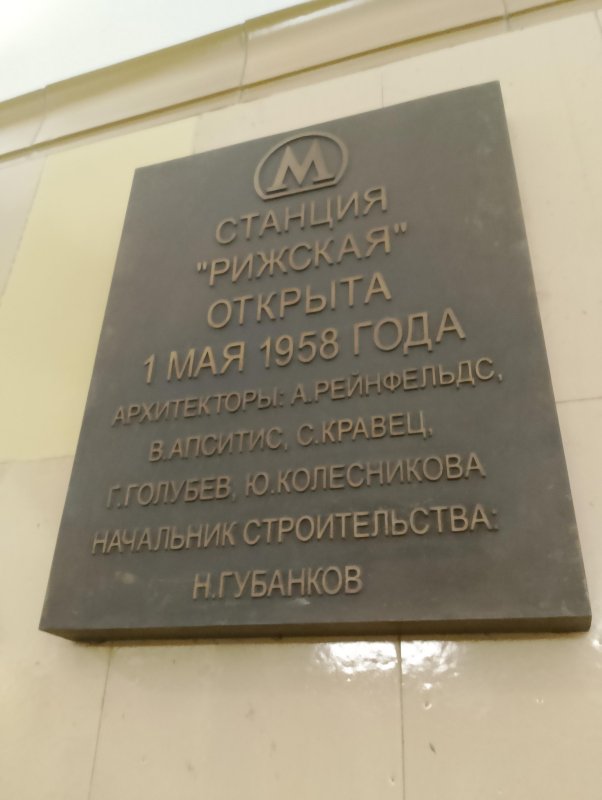 М
СТАНЦИЯ
"РИЖСКАЯ"
ОТКРЫТА
1 МАЯ 1958 ГОДА
АРХИТЕКТОРЫ: А.РЕЙНФЕЛЬДС,
В.АПСИТИС, С.КРАВЕЦ,
Г.ГОЛУБЕВ, Ю.КОЛЕСНИКОВА
НАЧАЛЬНИК СТРОИТЕЛЬСТВА:
Н.ГУБАНКОВ